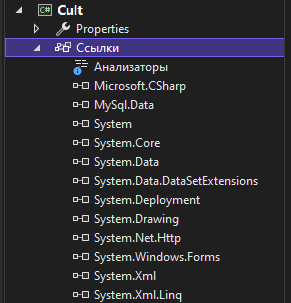 C# Cult
Properties
Ссылки
Анализаторы
Microsoft.CSharp
MySql.Data
System
System.Core
System.Data
System.Data.DataSetExtensions
System.Deployment
System.Drawing
System.Net.Http
System.Windows.Forms
System.Xml
System.Xml.Linq